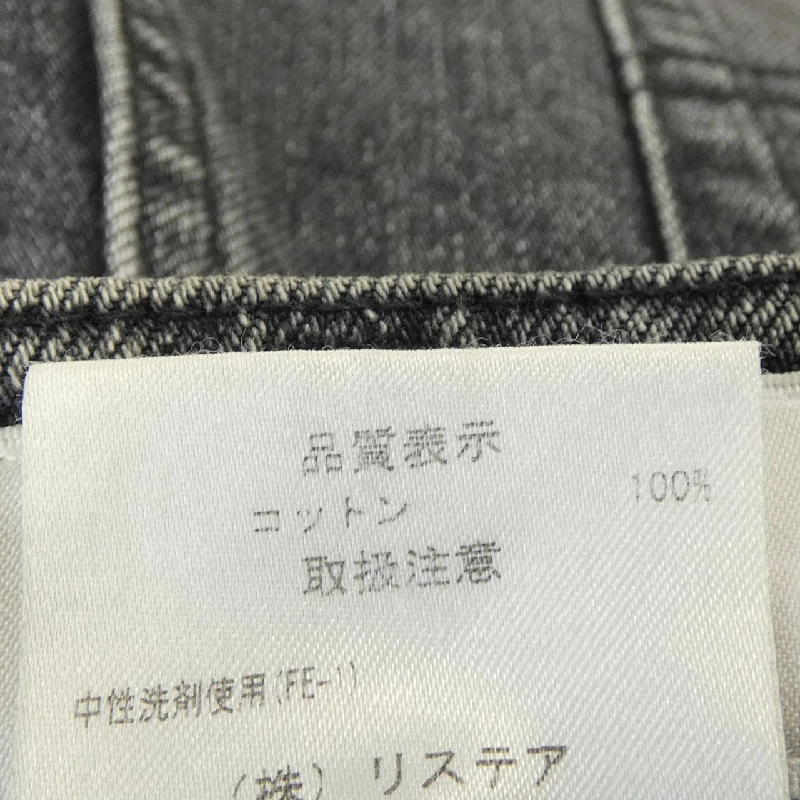 品質表示
コットン 100%
取扱注意
中性洗剤使用(FE-1)
(株) リステア